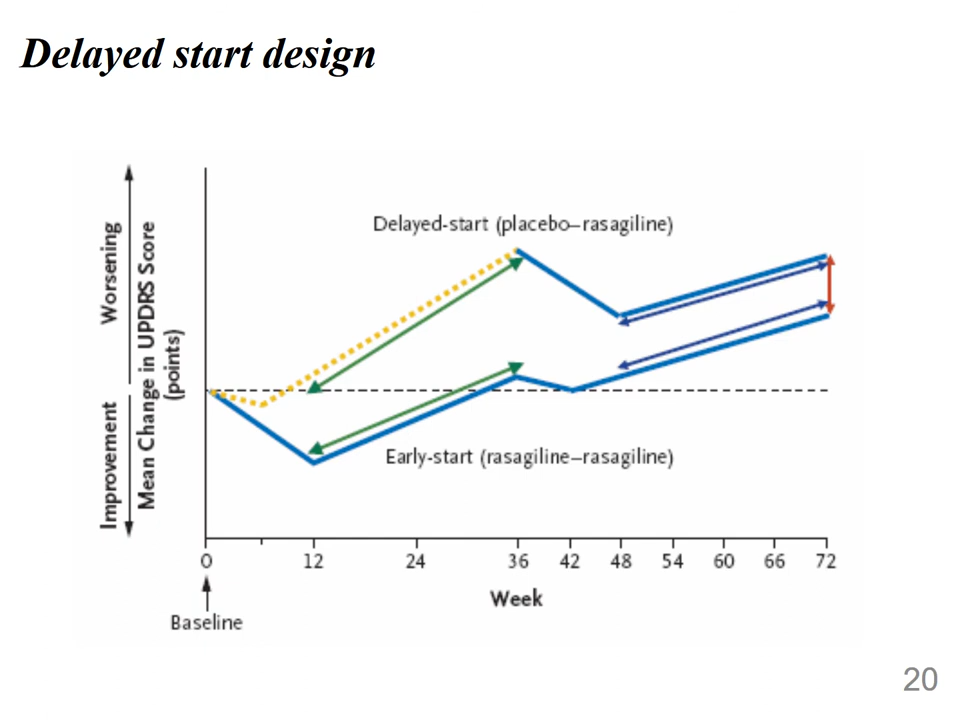 Delayed start design
Worsening
Improvement
Mean Change in UPDRS Score
(points)
Delayed-start (placebo–rasagiline)
Early-start (rasagiline–rasagiline)
0 12 24 36 42 48 54 60 66 72
Week
Baseline
20